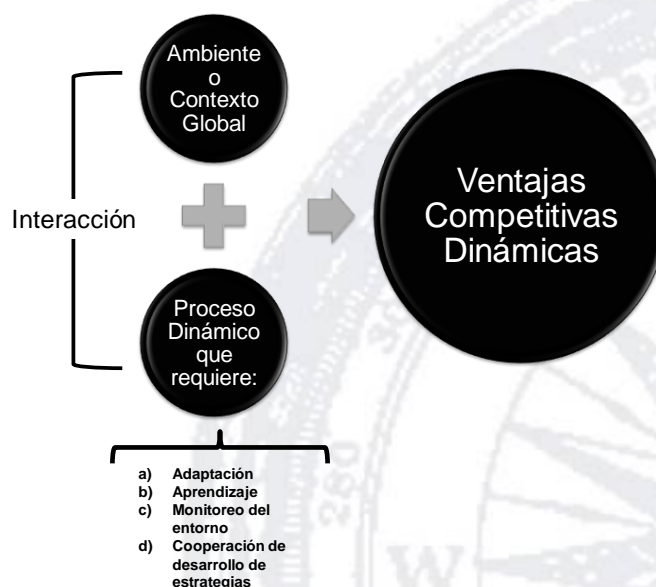 Ambiente
o
Contexto
Global
Interacción
Ventajas
Competitivas
Dinámicas
Proceso
Dinámico
que
requiere:
a) Adaptación
b) Aprendizaje
c) Monitoreo del
entorno
d) Cooperación de
desarrollo de
estrategias
280
W